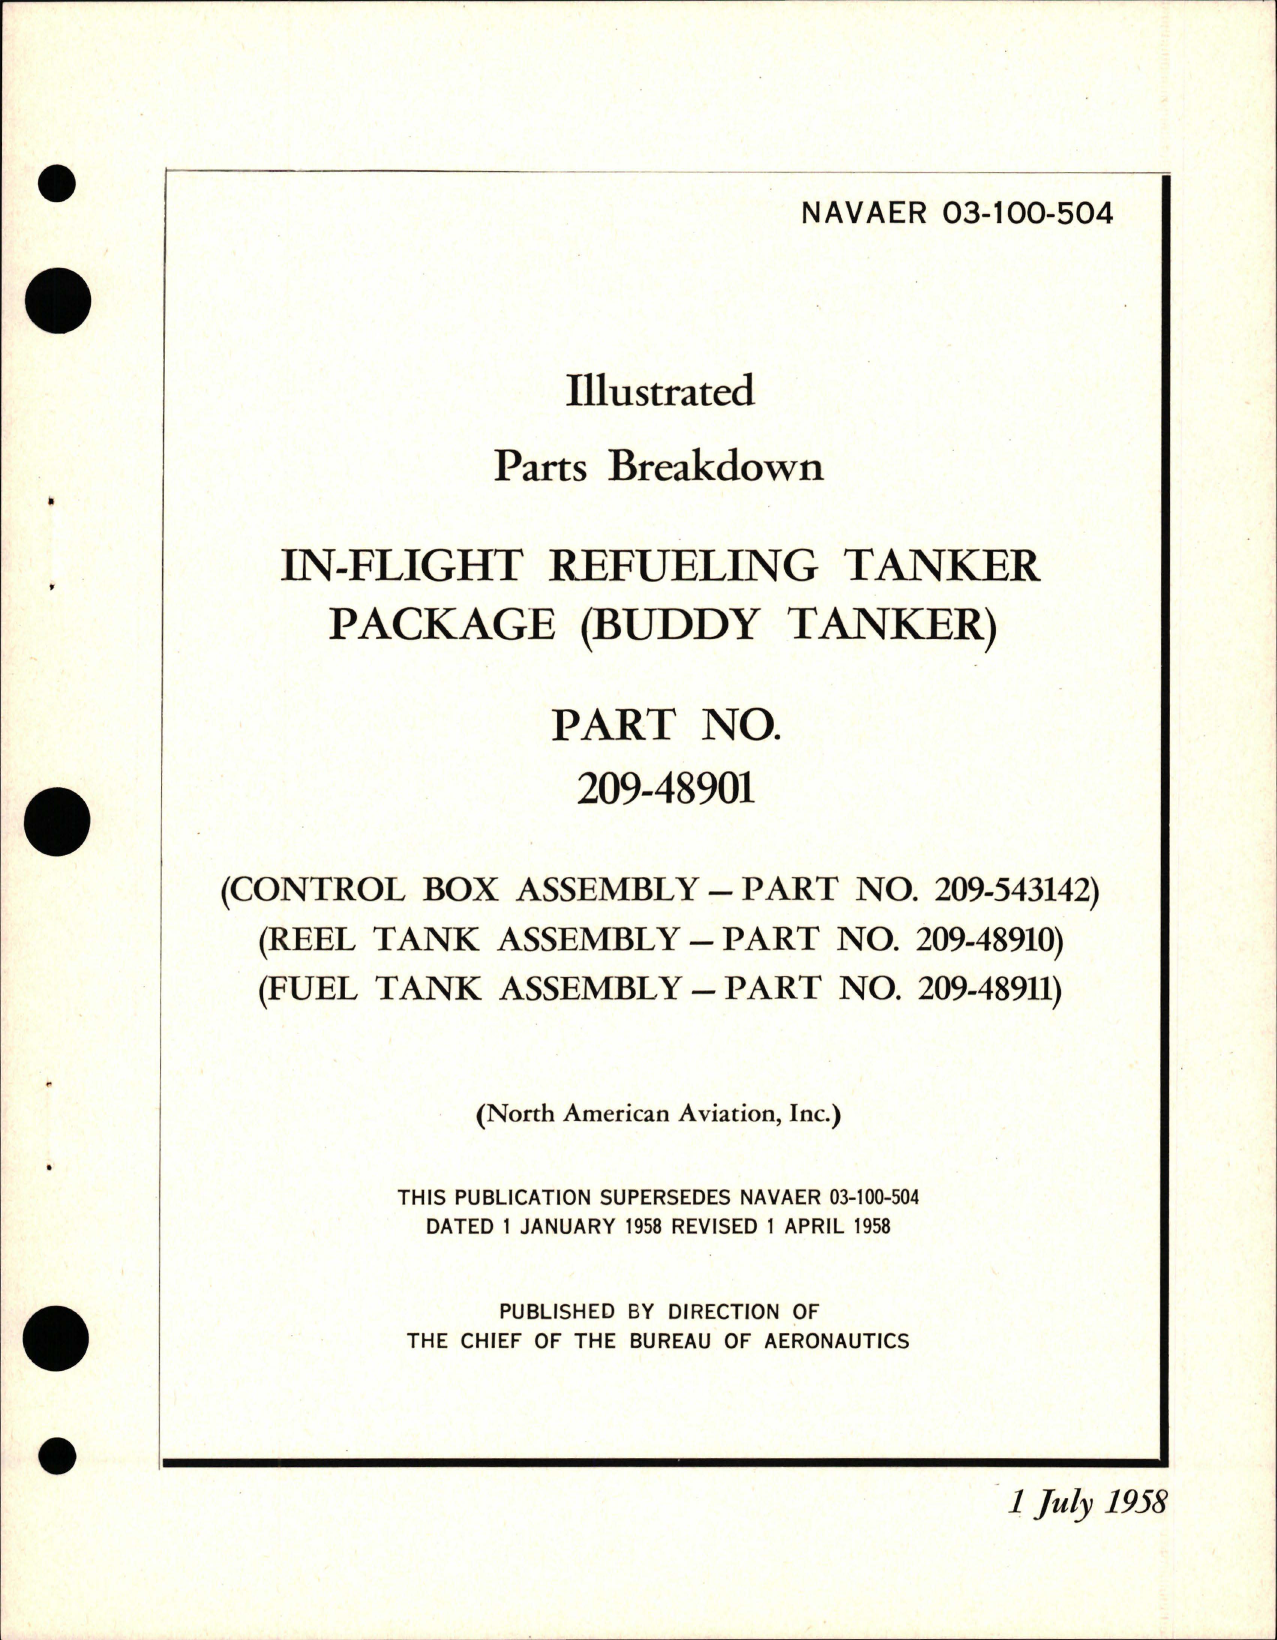 NAVAER 03-100-504
Illustrated
Parts Breakdown
IN-FLIGHT REFUELING TANKER
PACKAGE (BUDDY TANKER)
PART NO.
209-48901
(CONTROL BOX ASSEMBLY — PART NO. 209-543142)
(REEL TANK ASSEMBLY — PART NO. 209-48910)
(FUEL TANK ASSEMBLY — PART NO. 209-48911)
(North American Aviation, Inc.)
THIS PUBLICATION SUPERSEDES NAVAER 03-100-504
DATED 1 JANUARY 1958 REVISED 1 APRIL 1958
PUBLISHED BY DIRECTION OF
THE CHIEF OF THE BUREAU OF AERONAUTICS
1 July 1958